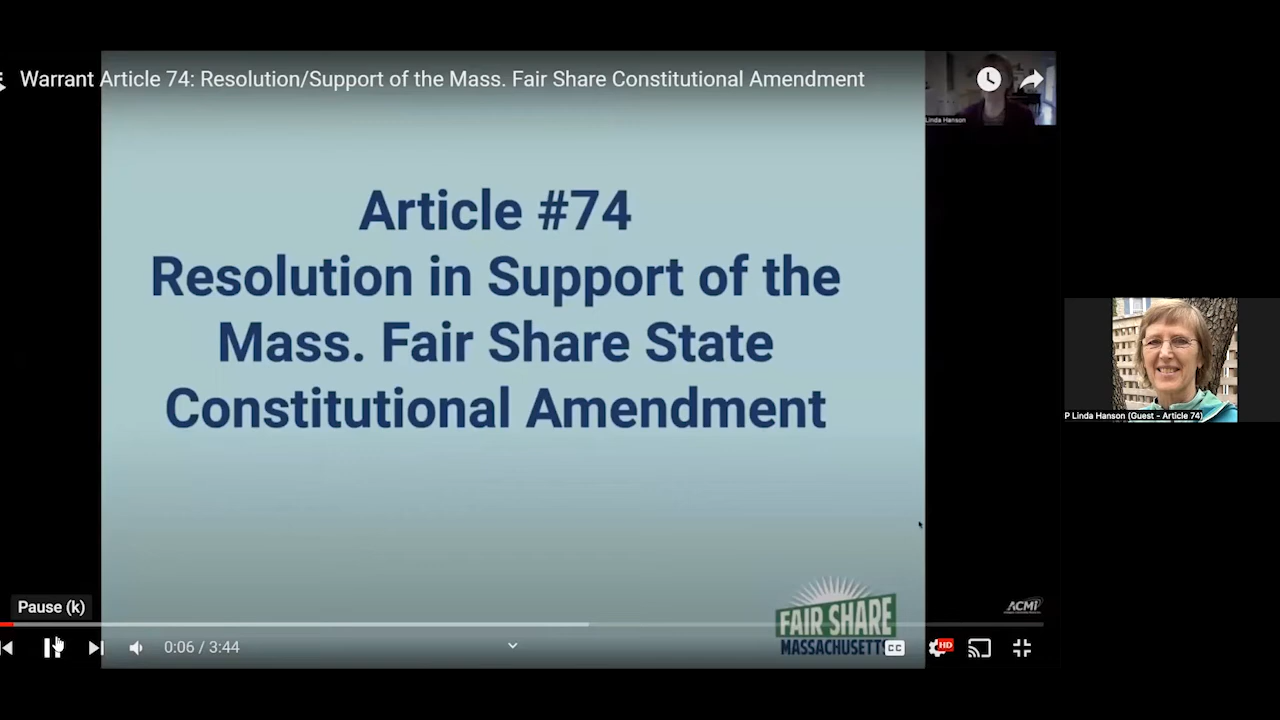 Warrant Article 74: Resolution/Support of the Mass. Fair Share Constitutional Amendment
Linda Hanson
Article #74
Resolution in Support of the
Mass. Fair Share State
Constitutional Amendment
P Linda Hanson (Guest - Article 74)
Pause (k)
ACMi
FAIR SHARE
MASSACHUSETTS
0:06 / 3:44
CC
HD